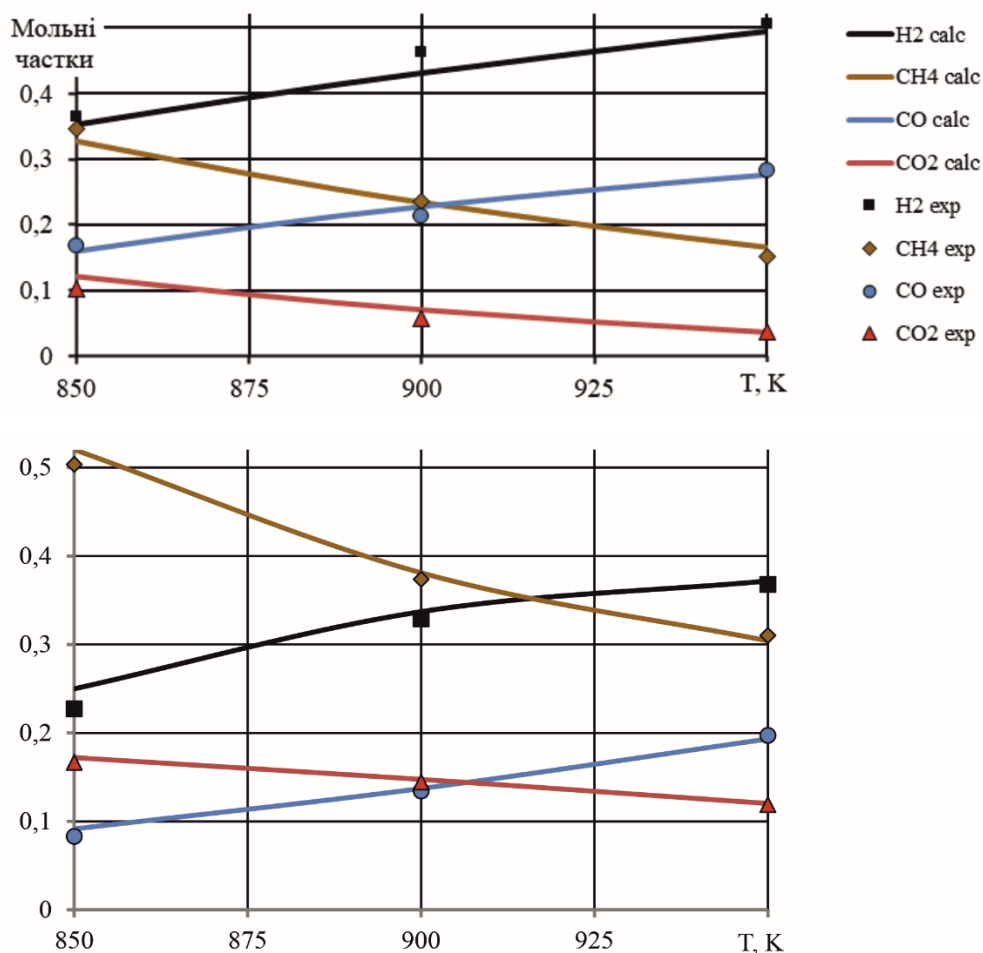 Мольні
частки
0,4
0,3
0,2
0,1
0
850
875
900
925
T, K
H2 calc
CH4 calc
CO calc
CO2 calc
H2 exp
CH4 exp
CO exp
CO2 exp
0,5
0,4
0,3
0,2
0,1
0
850
875
900
925
T, K